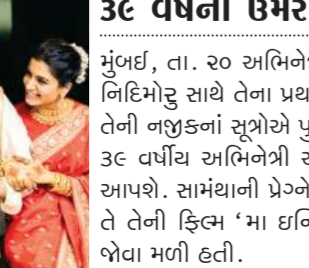 ૩૯ વર્ષની ઉંમર
મુંબઈ, તા. ૨૦ અભિનેત્ર
નિદિમોરુ સાથે તેના પ્રથ
તેની નજીકનાં સૂત્રોએ પુ
૩૯ વર્ષીય અભિનેત્રી સ
આપશે. સામંથાની પ્રેગ્ને
તે તેની ફિલ્મ ‘મા ઇન્
જોવા મળી હતી.